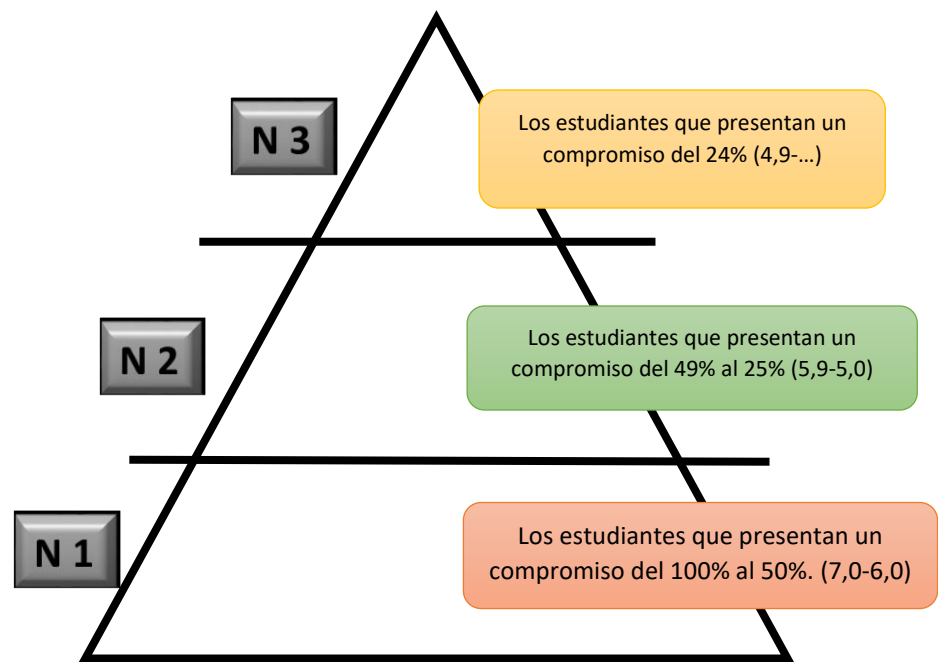 N 3
Los estudiantes que presentan un
compromiso del 24% (4,9-...)
N 2
Los estudiantes que presentan un
compromiso del 49% al 25% (5,9-5,0)
N 1
Los estudiantes que presentan un
compromiso del 100% al 50%. (7,0-6,0)